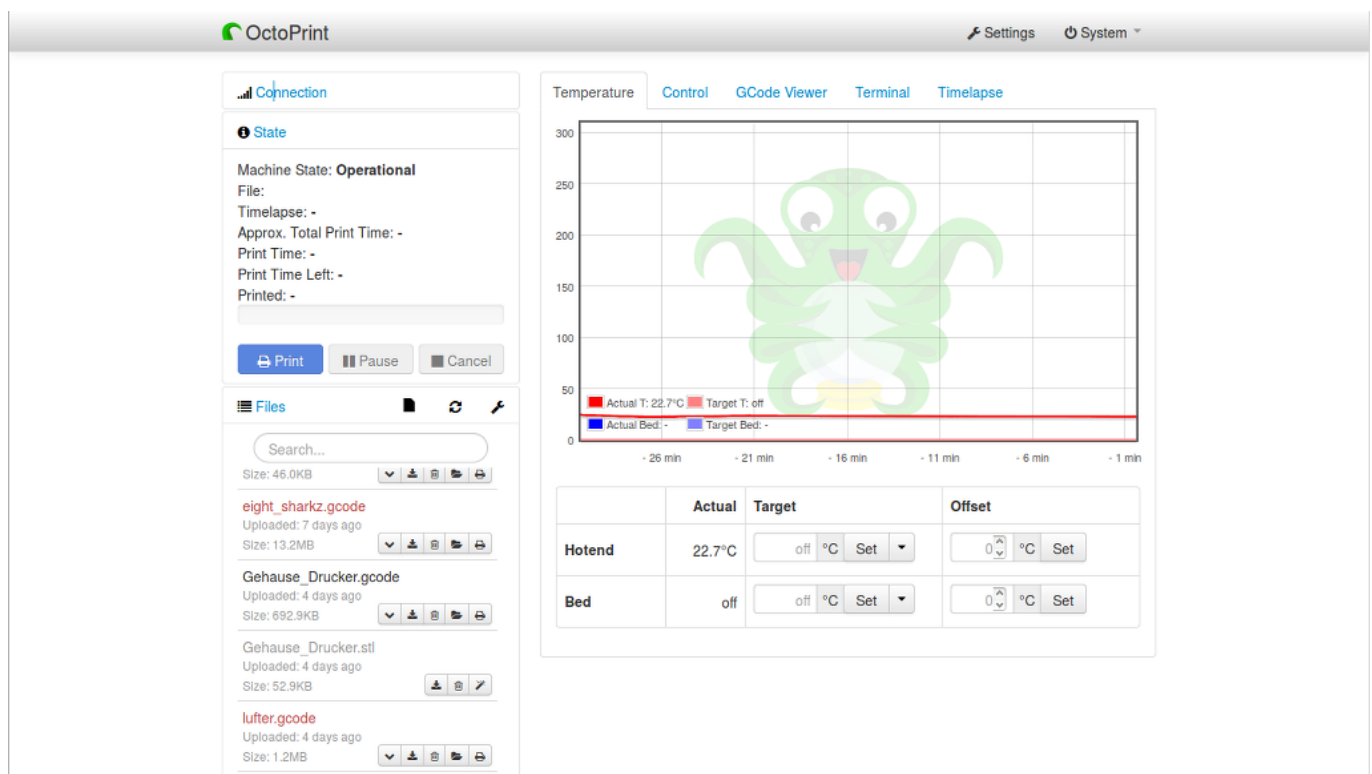 OctoPrint
Settings System
Connection
State
Machine State: Operational
File:
Timelapse: -
Approx. Total Print Time: -
Print Time: -
Print Time Left: -
Printed: -
Print Pause Cancel
Files
Search...
Size: 46.0KB
eight_sharkz.gcode
Uploaded: 7 days ago
Size: 13.2MB
Gehause_Drucker.gcode
Uploaded: 4 days ago
Size: 692.9KB
Gehause_Drucker.stl
Uploaded: 4 days ago
Size: 52.9KB
lufter.gcode
Uploaded: 4 days ago
Size: 1.2MB
Temperature Control GCode Viewer Terminal Timelapse
300
250
200
150
100
50
0
Actual T: 22.7°C Target T: off
Actual Bed: - Target Bed: -
- 26 min - 21 min - 16 min - 11 min - 6 min - 1 min
Actual Target Offset
Hotend 22.7°C off °C Set 0 °C Set
Bed off off °C Set 0 °C Set